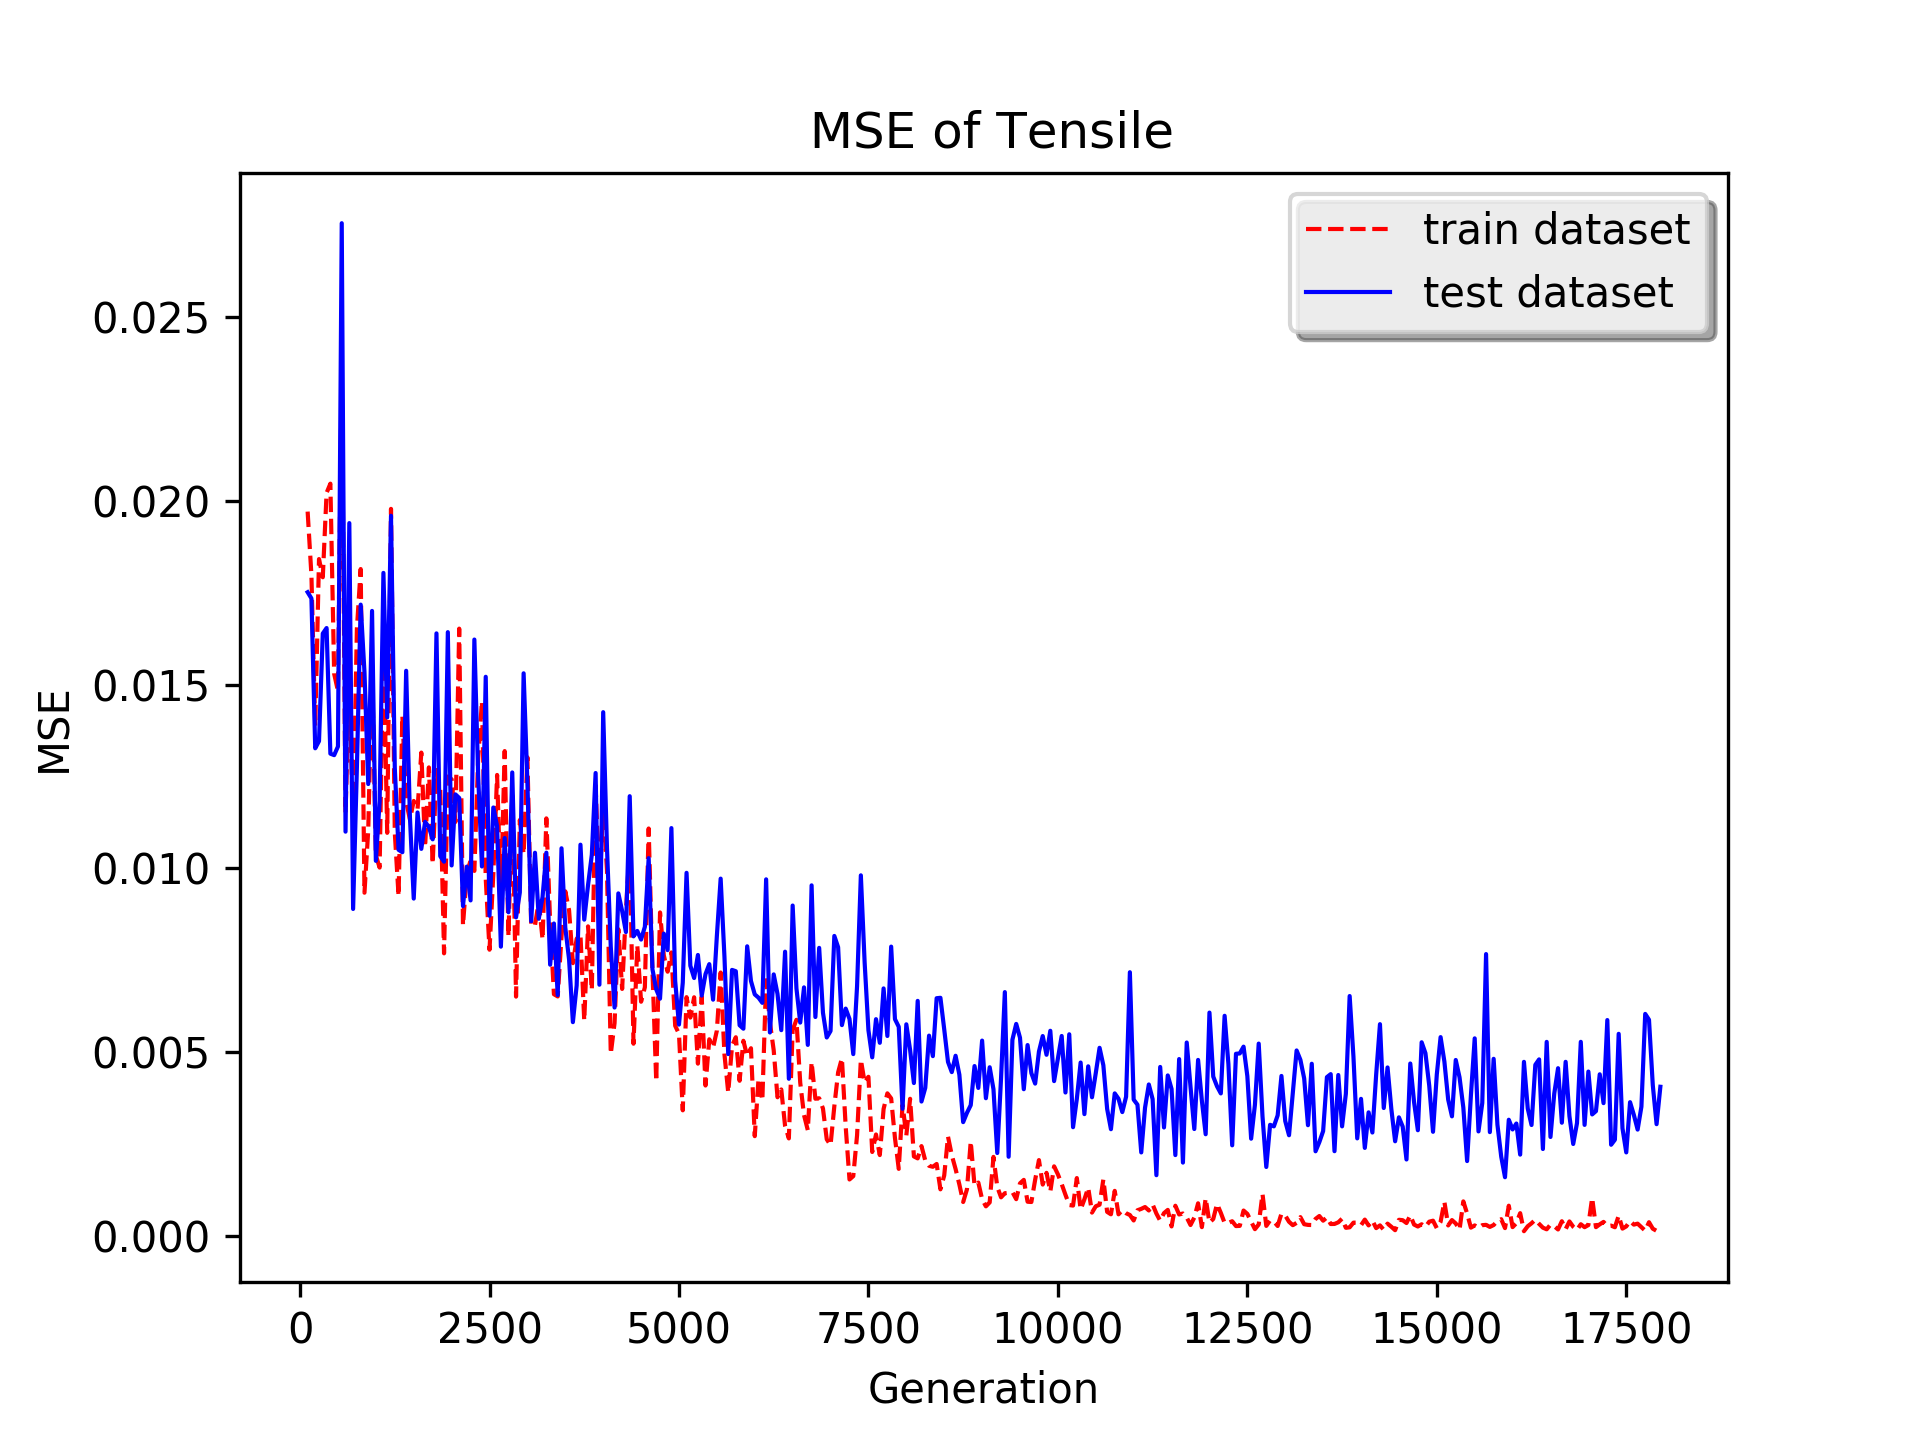 MSE of Tensile
train dataset
test dataset
0.025
0.020
0.015
0.010
0.005
0.000
MSE
0 2500 5000 7500 10000 12500 15000 17500
Generation